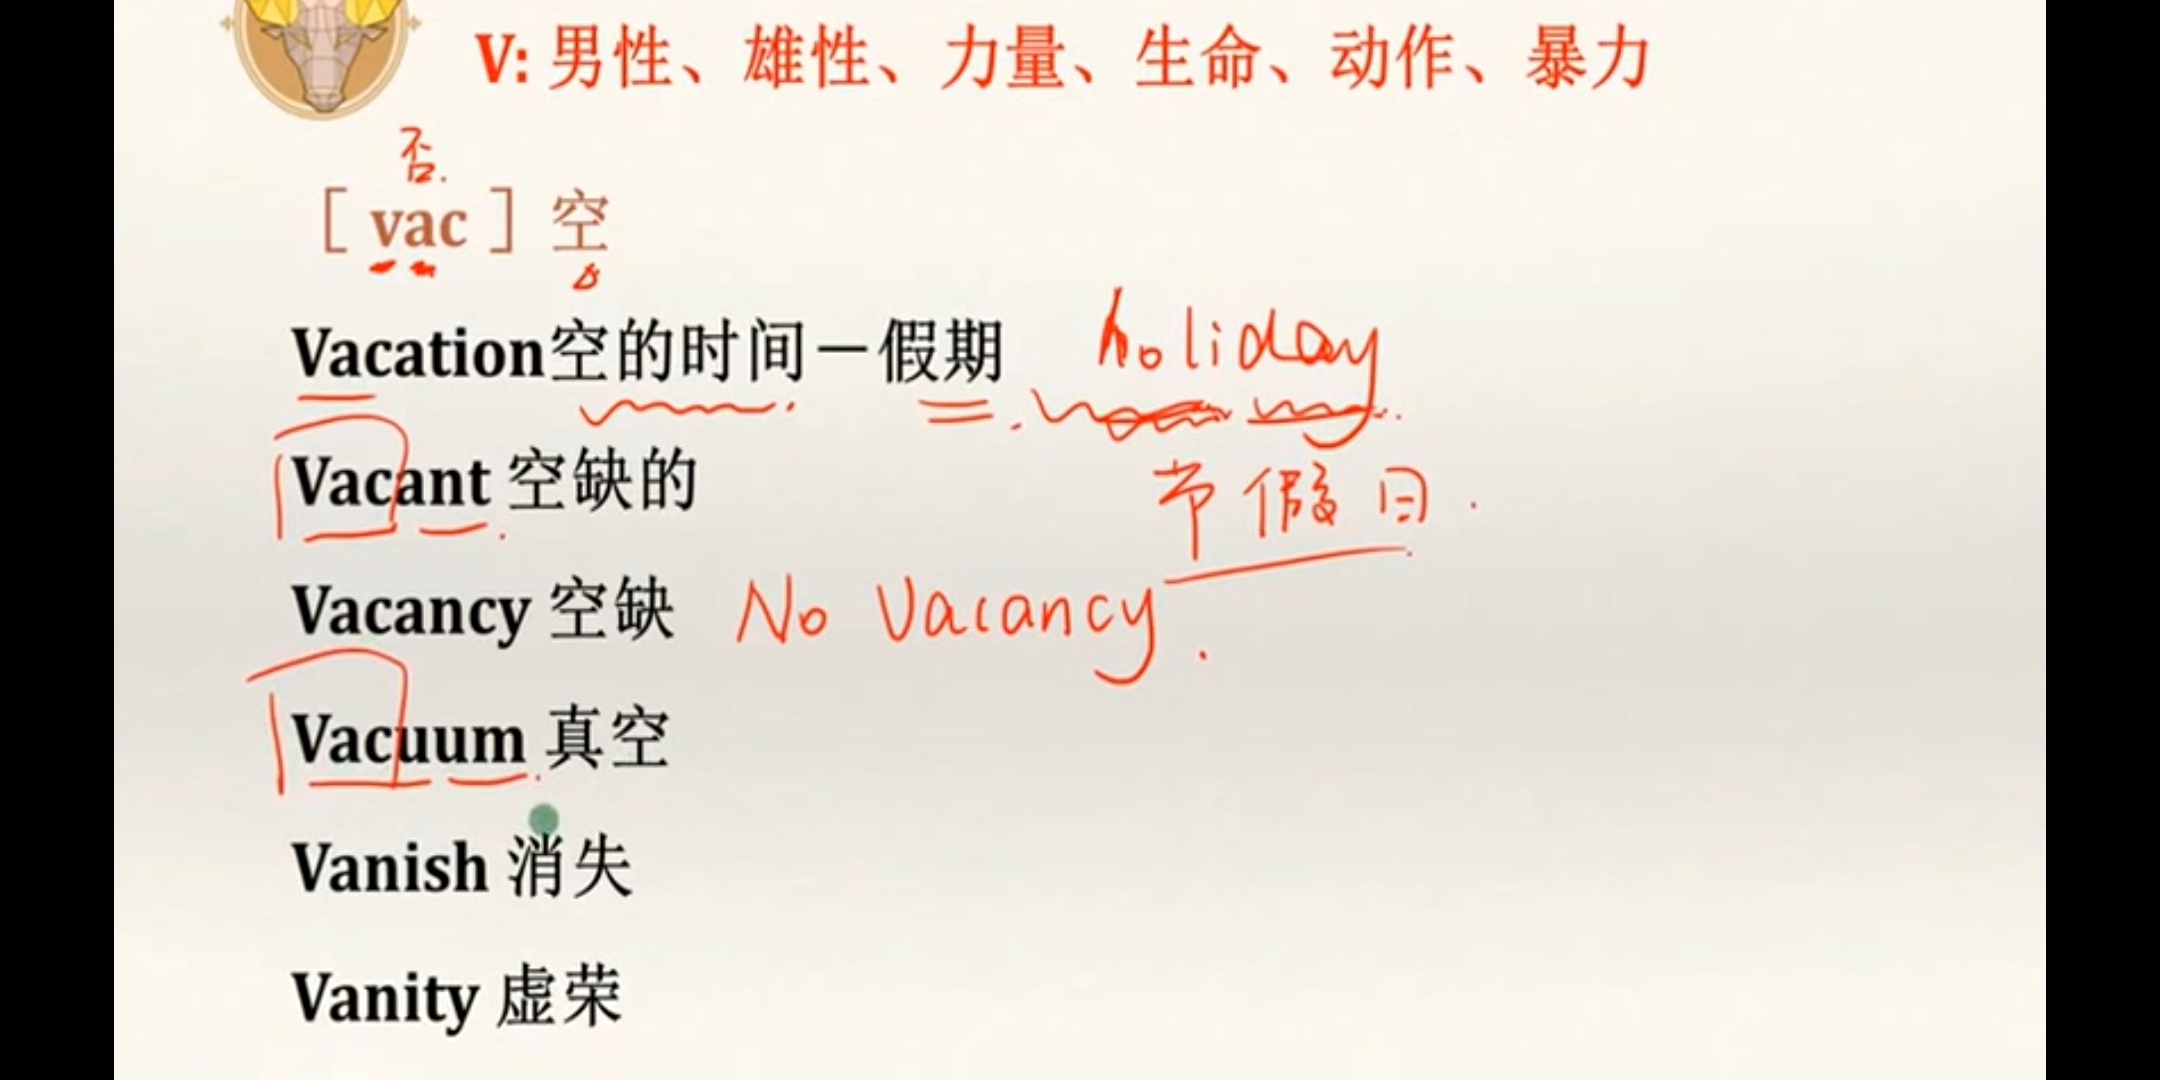 V: 男性、雄性、力量、生命、动作、暴力
否.
［vac］空
Vacation空的时间－假期 holiday
Vacant 空缺的 节假日.
Vacancy 空缺 No Vacancy.
Vacuum 真空
Vanish 消失
Vanity 虚荣